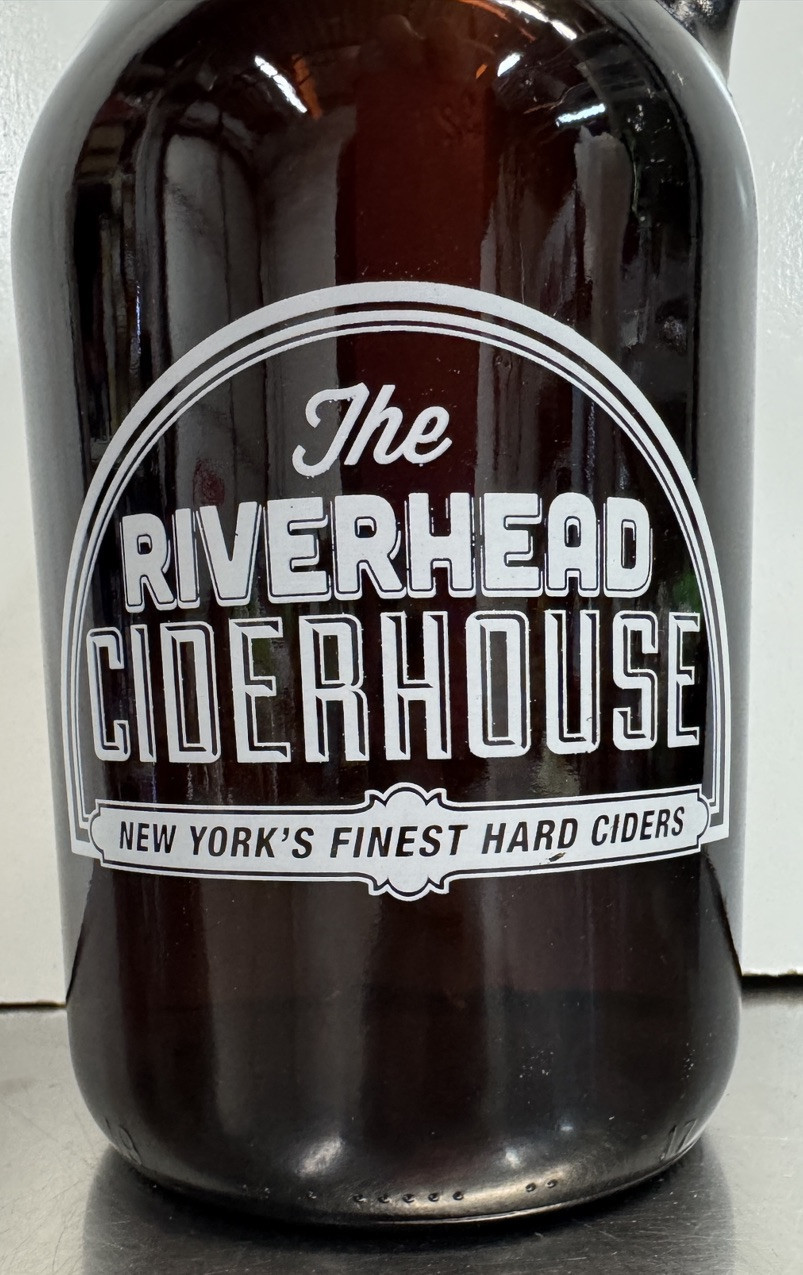 The
RIVERHEAD
CIDERHOUSE
NEW YORK'S FINEST HARD CIDERS